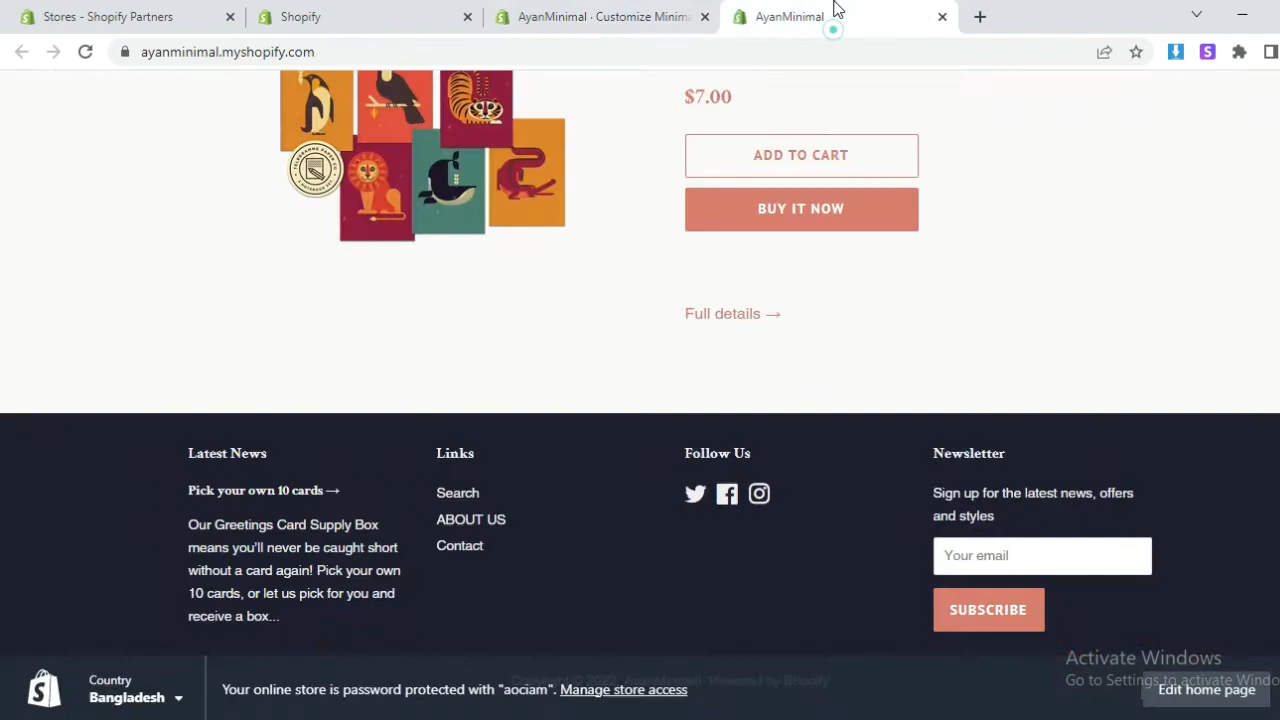 Stores - Shopify Partners
Shopify
AyanMinimal · Customize Minima
AyanMinimal
ayanminimal.myshopify.com
$7.00
ADD TO CART
BUY IT NOW
Full details →
Latest News
Pick your own 10 cards →
Our Greetings Card Supply Box
means you'll never be caught short
without a card again! Pick your own
10 cards, or let us pick for you and
receive a box...
Links
Search
ABOUT US
Contact
Follow Us
Newsletter
Sign up for the latest news, offers
and styles
Your email
SUBSCRIBE
Country
Bangladesh
Your online store is password protected with "aociam". Manage store access
Activate Windows
Go to Settings to activate Windo
Edit home page